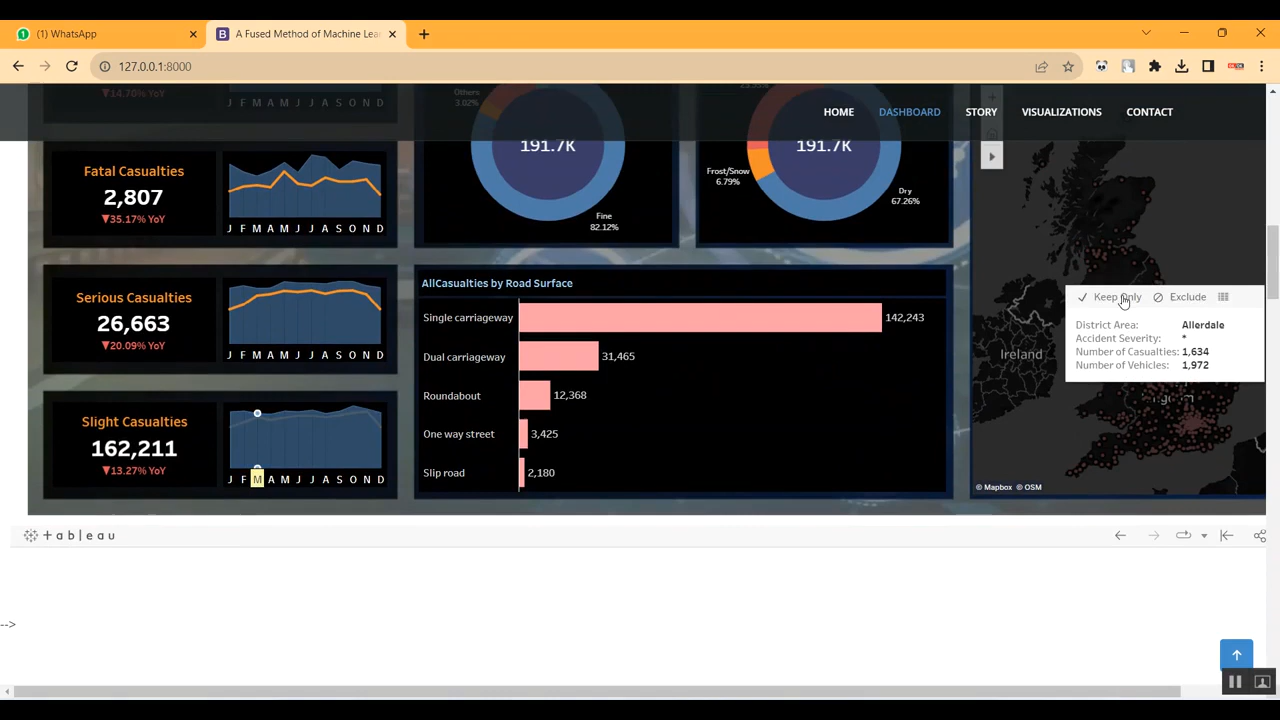 (1) WhatsApp
A Fused Method of Machine Lea
127.0.0.1:8000
HOME DASHBOARD STORY VISUALIZATIONS CONTACT
▼14.70% YoY
J F M A M J J A S O N D
Others
3.02%
191.7K
Fine
82.12%
191.7K
Frost/Snow
6.79%
Dry
67.26%
Fatal Casualties
2,807
▼35.17% YoY
J F M A M J J A S O N D
Serious Casualties
26,663
▼20.09% YoY
J F M A M J J A S O N D
Slight Casualties
162,211
▼13.27% YoY
J F M A M J J A S O N D
AllCasualties by Road Surface
Single carriageway 142,243
Dual carriageway 31,465
Roundabout 12,368
One way street 3,425
Slip road 2,180
Ireland
Keep Only Exclude
District Area: Allerdale
Accident Severity: *
Number of Casualties: 1,634
Number of Vehicles: 1,972
© Mapbox © OSM
+ a b l e a u
-->